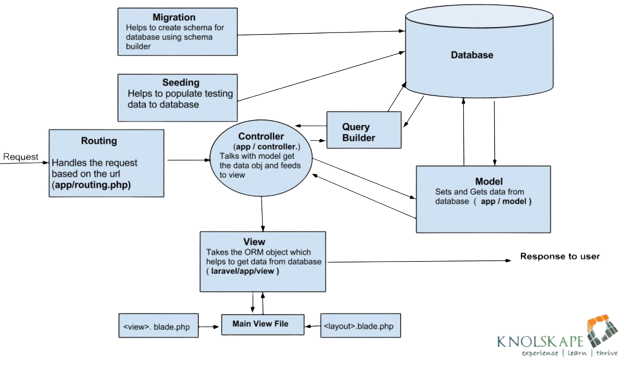 Migration
Helps to create schema for
database using schema
builder
Database
Seeding
Helps to populate testing
data to database
Query
Builder
Controller
(app / controller.)
Talks with model get
the data obj and feeds
to view
Routing
Handles the request
based on the url
(app/routing.php)
Request
Model
Sets and Gets data from
database ( app / model )
View
Takes the ORM object which
helps to get data from database
( laravel/app/view )
Response to user
<view>. blade.php
Main View File
<layout>.blade.php
KNOLSKAPE
experience | learn | thrive